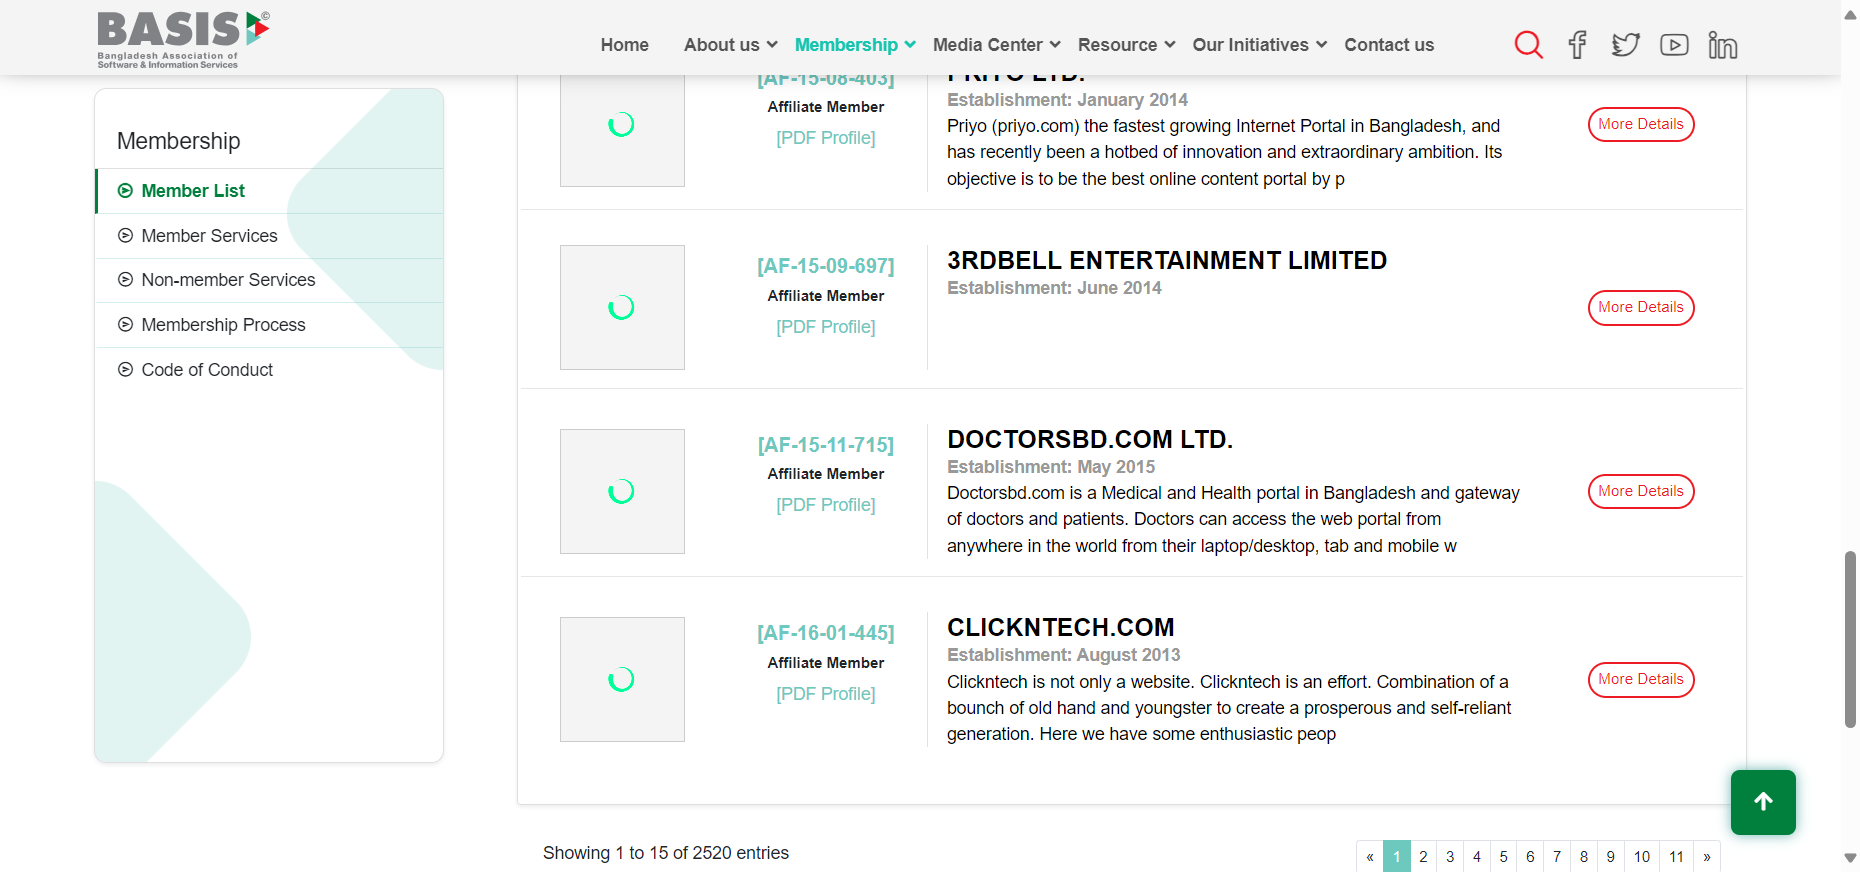 BASIS ©
Bangladesh Association of
Software & Information Services
Home About us Membership Media Center Resource Our Initiatives Contact us
Membership
Member List
Member Services
Non-member Services
Membership Process
Code of Conduct
[AF-15-08-403]
Affiliate Member
[PDF Profile]
PRIYO LTD.
Establishment: January 2014
Priyo (priyo.com) the fastest growing Internet Portal in Bangladesh, and
has recently been a hotbed of innovation and extraordinary ambition. Its
objective is to be the best online content portal by p
More Details
[AF-15-09-697]
Affiliate Member
[PDF Profile]
3RDBELL ENTERTAINMENT LIMITED
Establishment: June 2014
More Details
[AF-15-11-715]
Affiliate Member
[PDF Profile]
DOCTORSBD.COM LTD.
Establishment: May 2015
Doctorsbd.com is a Medical and Health portal in Bangladesh and gateway
of doctors and patients. Doctors can access the web portal from
anywhere in the world from their laptop/desktop, tab and mobile w
More Details
[AF-16-01-445]
Affiliate Member
[PDF Profile]
CLICKNTECH.COM
Establishment: August 2013
Clickntech is not only a website. Clickntech is an effort. Combination of a
bounch of old hand and youngster to create a prosperous and self-reliant
generation. Here we have some enthusiastic peop
More Details
Showing 1 to 15 of 2520 entries
« 1 2 3 4 5 6 7 8 9 10 11 »